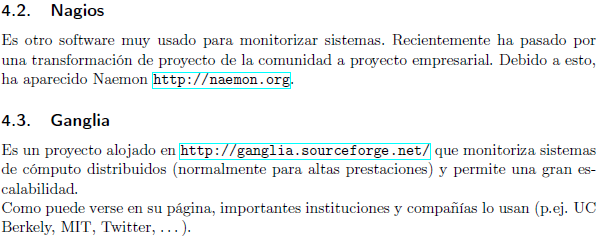 4.2. Nagios
Es otro software muy usado para monitorizar sistemas. Recientemente ha pasado por
una transformación de proyecto de la comunidad a proyecto empresarial. Debido a esto,
ha aparecido Naemon http://naemon.org.
4.3. Ganglia
Es un proyecto alojado en http://ganglia.sourceforge.net/ que monitoriza sistemas
de cómputo distribuidos (normalmente para altas prestaciones) y permite una gran es-
calabilidad.
Como puede verse en su página, importantes instituciones y compañías lo usan (p.ej. UC
Berkely, MIT, Twitter, ...).